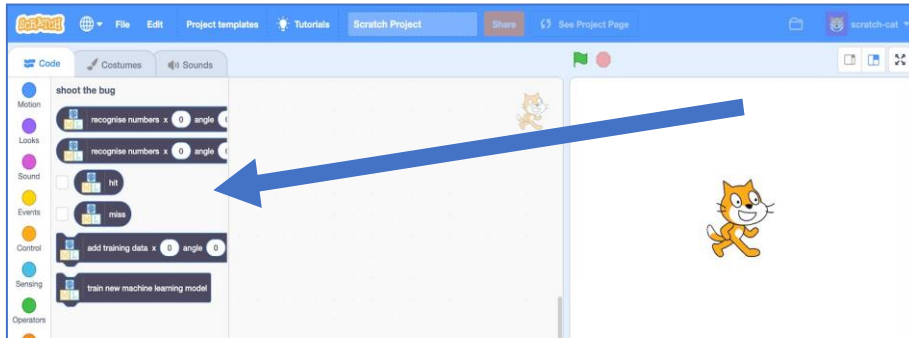 SCRATCH File Edit Project templates Tutorials Scratch Project Share See Project Page scratch-cat
Code Costumes Sounds
Motion
Looks
Sound
Events
Control
Sensing
Operators
shoot the bug
recognise numbers x 0 angle
recognise numbers x 0 angle
hit
miss
add training data x 0 angle 0
train new machine learning model